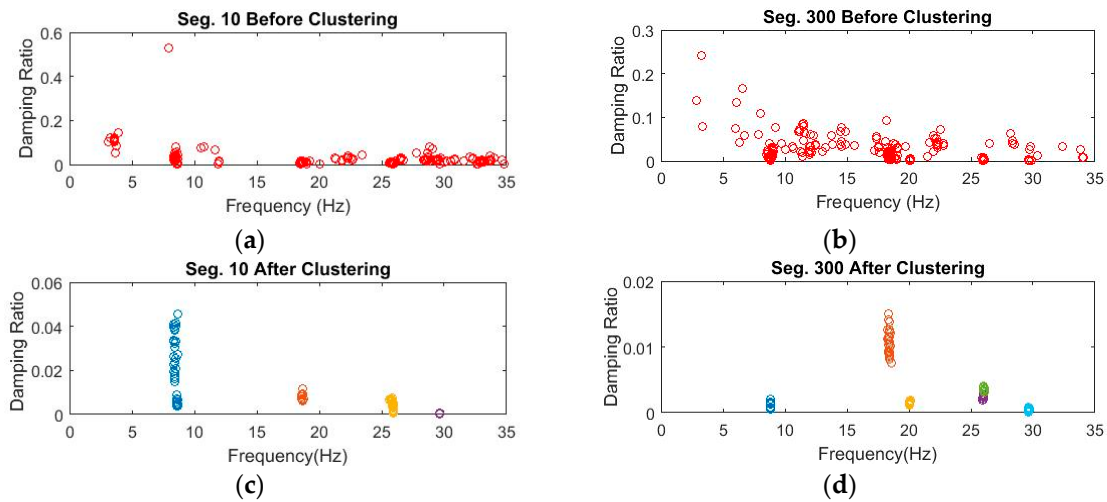 Seg. 10 Before Clustering
Damping Ratio
0.6
0.4
0.2
0
0 5 10 15 20 25 30 35
Frequency (Hz)
(a)
Seg. 300 Before Clustering
Damping Ratio
0.3
0.2
0.1
0
0 5 10 15 20 25 30 35
Frequency (Hz)
(b)
Seg. 10 After Clustering
Damping Ratio
0.06
0.04
0.02
0
0 5 10 15 20 25 30 35
Frequency(Hz)
(c)
Seg. 300 After Clustering
Damping Ratio
0.02
0.01
0
0 5 10 15 20 25 30 35
Frequency(Hz)
(d)